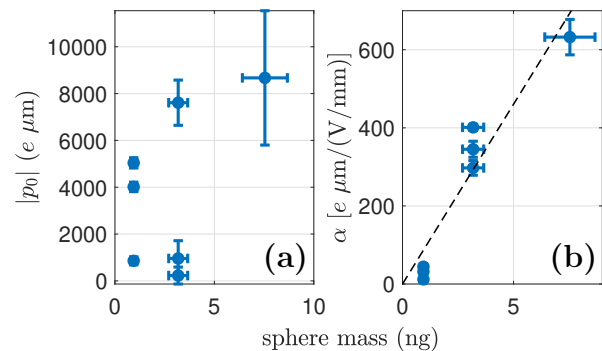 10000
8000
6000
4000
2000
0
|p₀| (e μm)
0 5 10
(a)
600
400
200
0
α [e μm/(V/mm)]
0 5
(b)
sphere mass (ng)